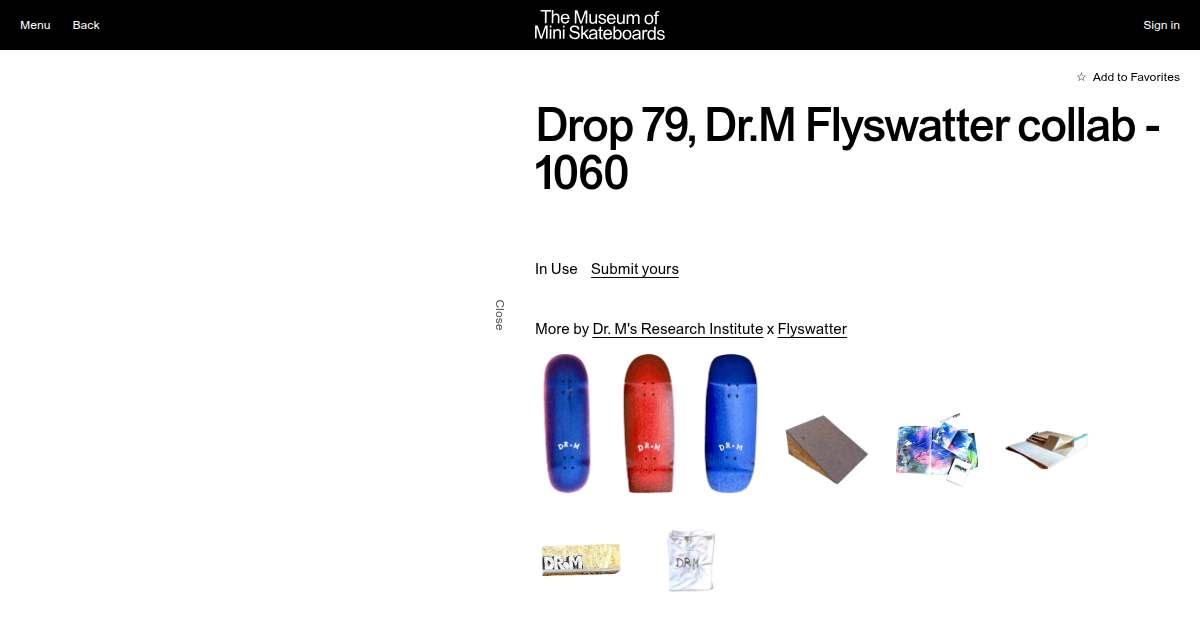 Menu
Back
The Museum of
Mini Skateboards
Sign in
☆ Add to Favorites
Drop 79, Dr.M Flyswatter collab -
1060
In Use
Submit yours
Close
More by Dr. M's Research Institute x Flyswatter
DR•M
DR•M
DR•M
DR.M
DRM